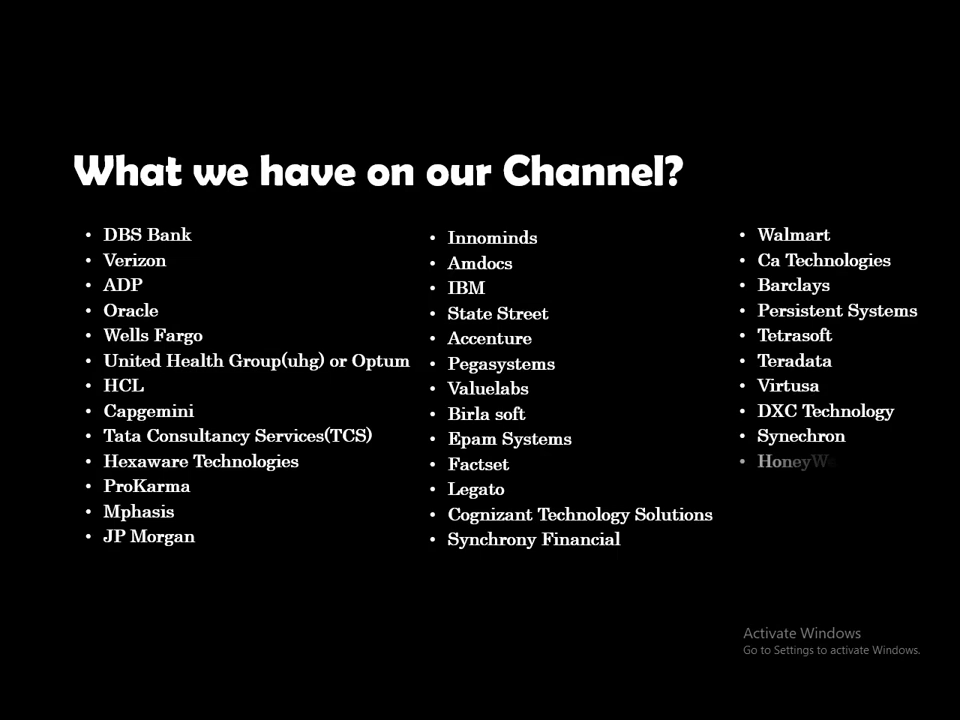 What we have on our Channel?
• DBS Bank
• Verizon
• ADP
• Oracle
• Wells Fargo
• United Health Group(uhg) or Optum
• HCL
• Capgemini
• Tata Consultancy Services(TCS)
• Hexaware Technologies
• ProKarma
• Mphasis
• JP Morgan
• Innominds
• Amdocs
• IBM
• State Street
• Accenture
• Pegasystems
• Valuelabs
• Birla soft
• Epam Systems
• Factset
• Legato
• Cognizant Technology Solutions
• Synchrony Financial
• Walmart
• Ca Technologies
• Barclays
• Persistent Systems
• Tetrasoft
• Teradata
• Virtusa
• DXC Technology
• Synechron
Activate Windows
Go to Settings to activate Windows.